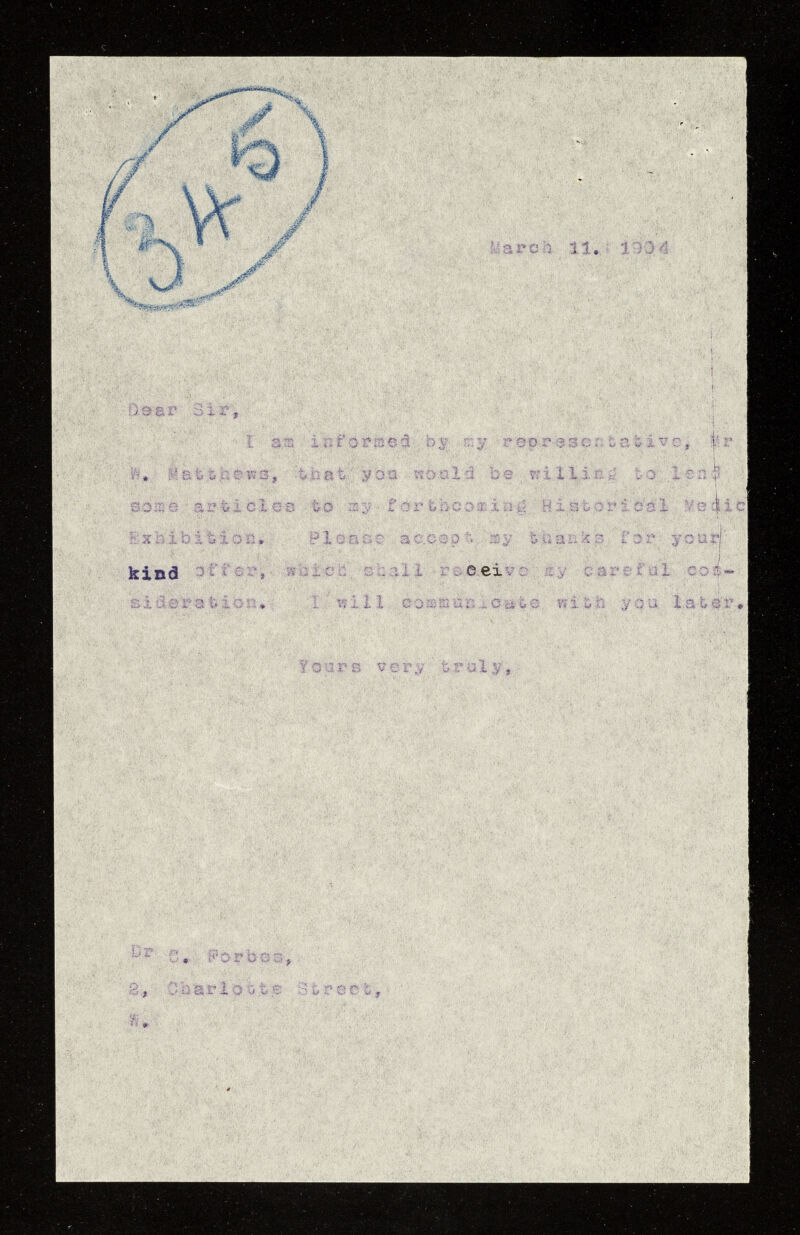 345
March 11. 1904
Dear Sir,
I am informed by my representative, Mr
W. Matthews, that you would be willing to lend
some articles to my forthcoming Historical Medic
Exhibition. Please accept my thanks for your
kind offer, which shall receive my careful con-
sideration. I will communicate with you later.
Yours very truly,
Dr C. Forbes,
2, Charlotte Street,
W.